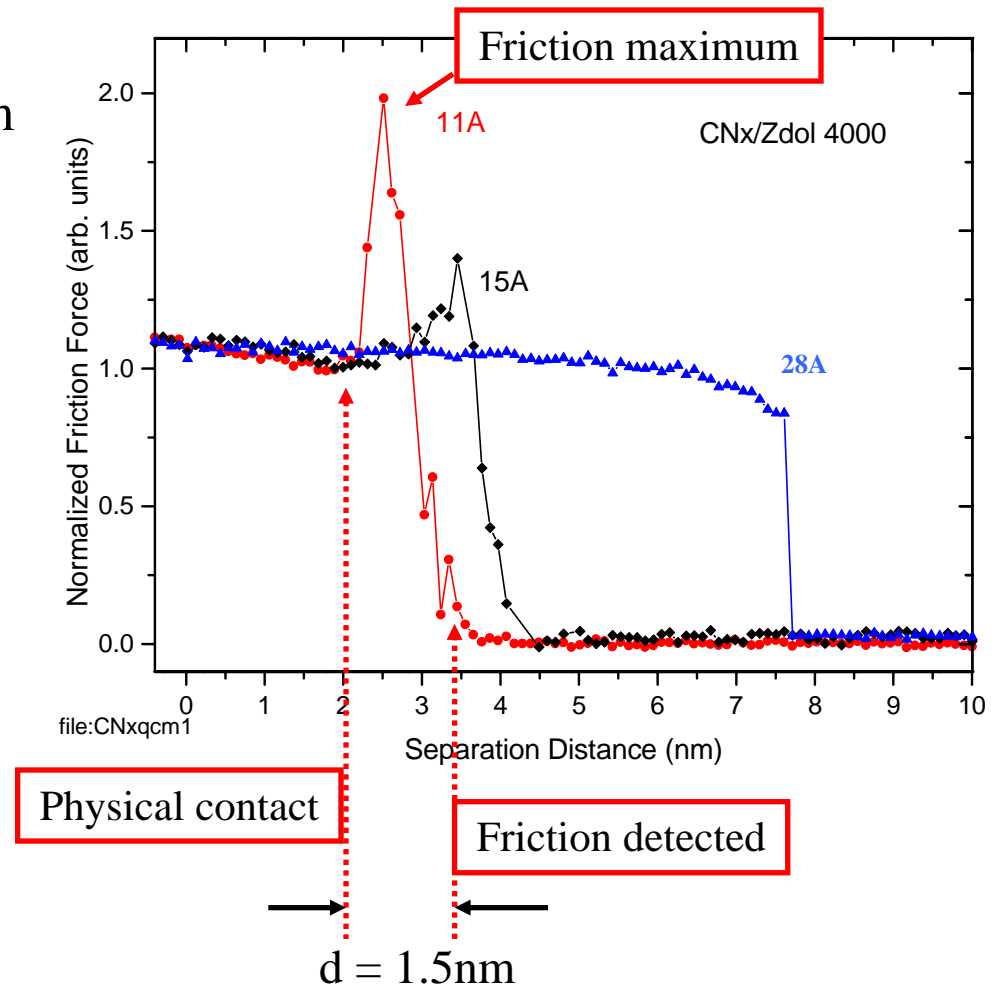 Friction maximum
n
2.0
11A
CNx/Zdol 4000
1.5
15A
28A
1.0
0.5
0.0
Normalized Friction Force (arb. units)
0 1 2 3 4 5 6 7 8 9 10
file:CNxqcm1
Separation Distance (nm)
Physical contact
Friction detected
d = 1.5nm